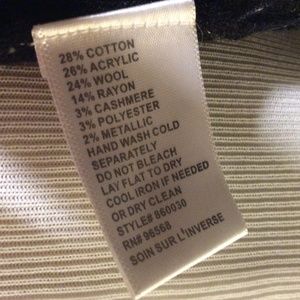 28% COTTON
26% ACRYLIC
24% WOOL
14% RAYON
3% CASHMERE
3% POLYESTER
2% METALLIC
HAND WASH COLD
SEPARATELY
DO NOT BLEACH
LAY FLAT TO DRY
COOL IRON IF NEEDED
OR DRY CLEAN
STYLE# 860030
RN# 96568
SOIN SUR L'INVERSE